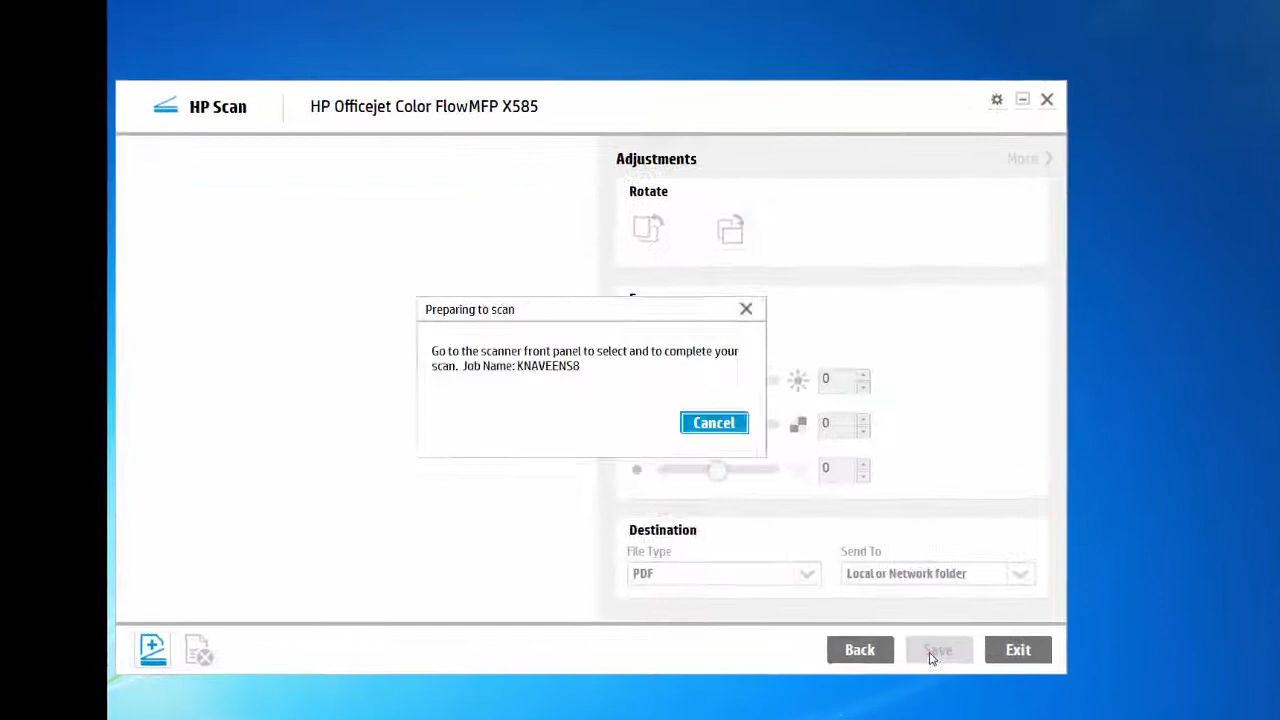 HP Scan
HP Officejet Color FlowMFP X585
Adjustments
More
Rotate
Preparing to scan
Go to the scanner front panel to select and to complete your
scan. Job Name: KNAVEENS8
Cancel
0
0
0
Destination
File Type
Send To
PDF
Local or Network folder
Back
Save
Exit